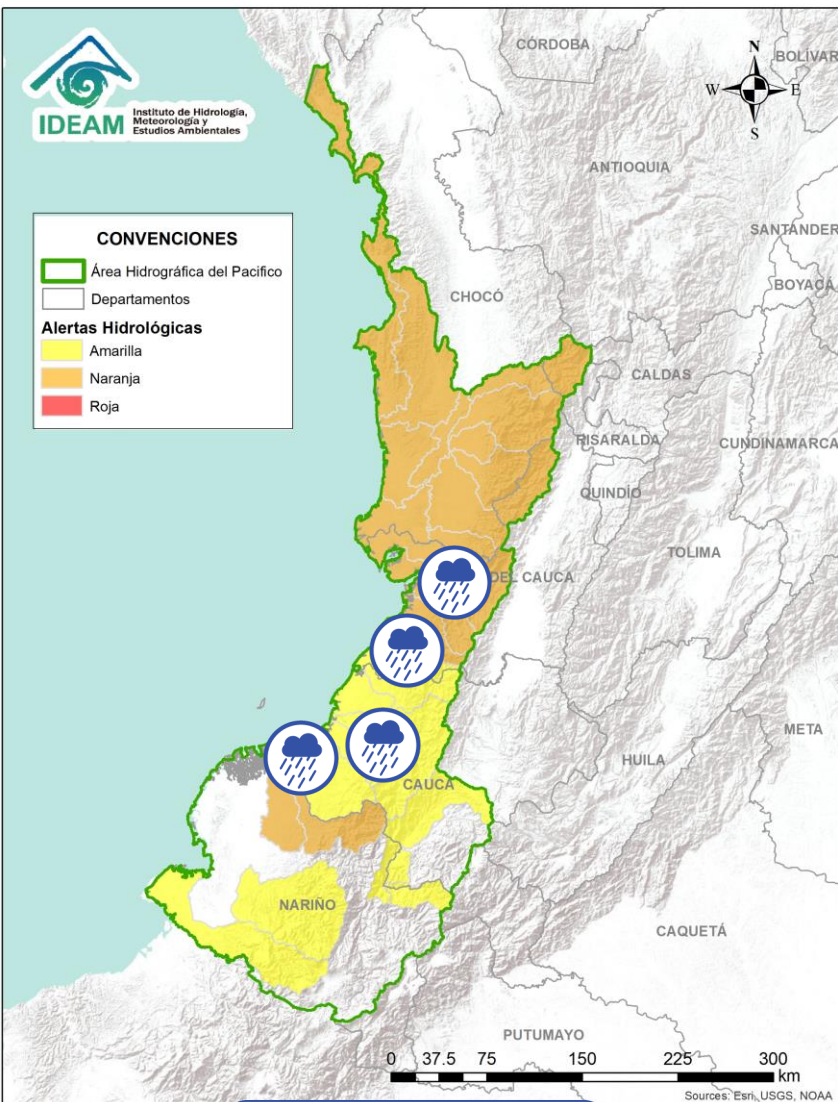 IDEAM
Instituto de Hidrología,
Meteorología y
Estudios Ambientales
CÓRDOBA
BOLÍVAR
N
W E
S
ANTIOQUIA
SANTANDER
BOYACÁ
CONVENCIONES
Área Hidrográfica del Pacifico
Departamentos
Alertas Hidrológicas
Amarilla
Naranja
Roja
CHOCÓ
CALDAS
RISARALDA
CUNDINAMARCA
QUINDÍO
TOLIMA
DEL CAUCA
META
HUILA
CAUCA
NARIÑO
CAQUETÁ
PUTUMAYO
0 37.5 75 150 225 300
km
Sources: Esri, USGS, NOAA